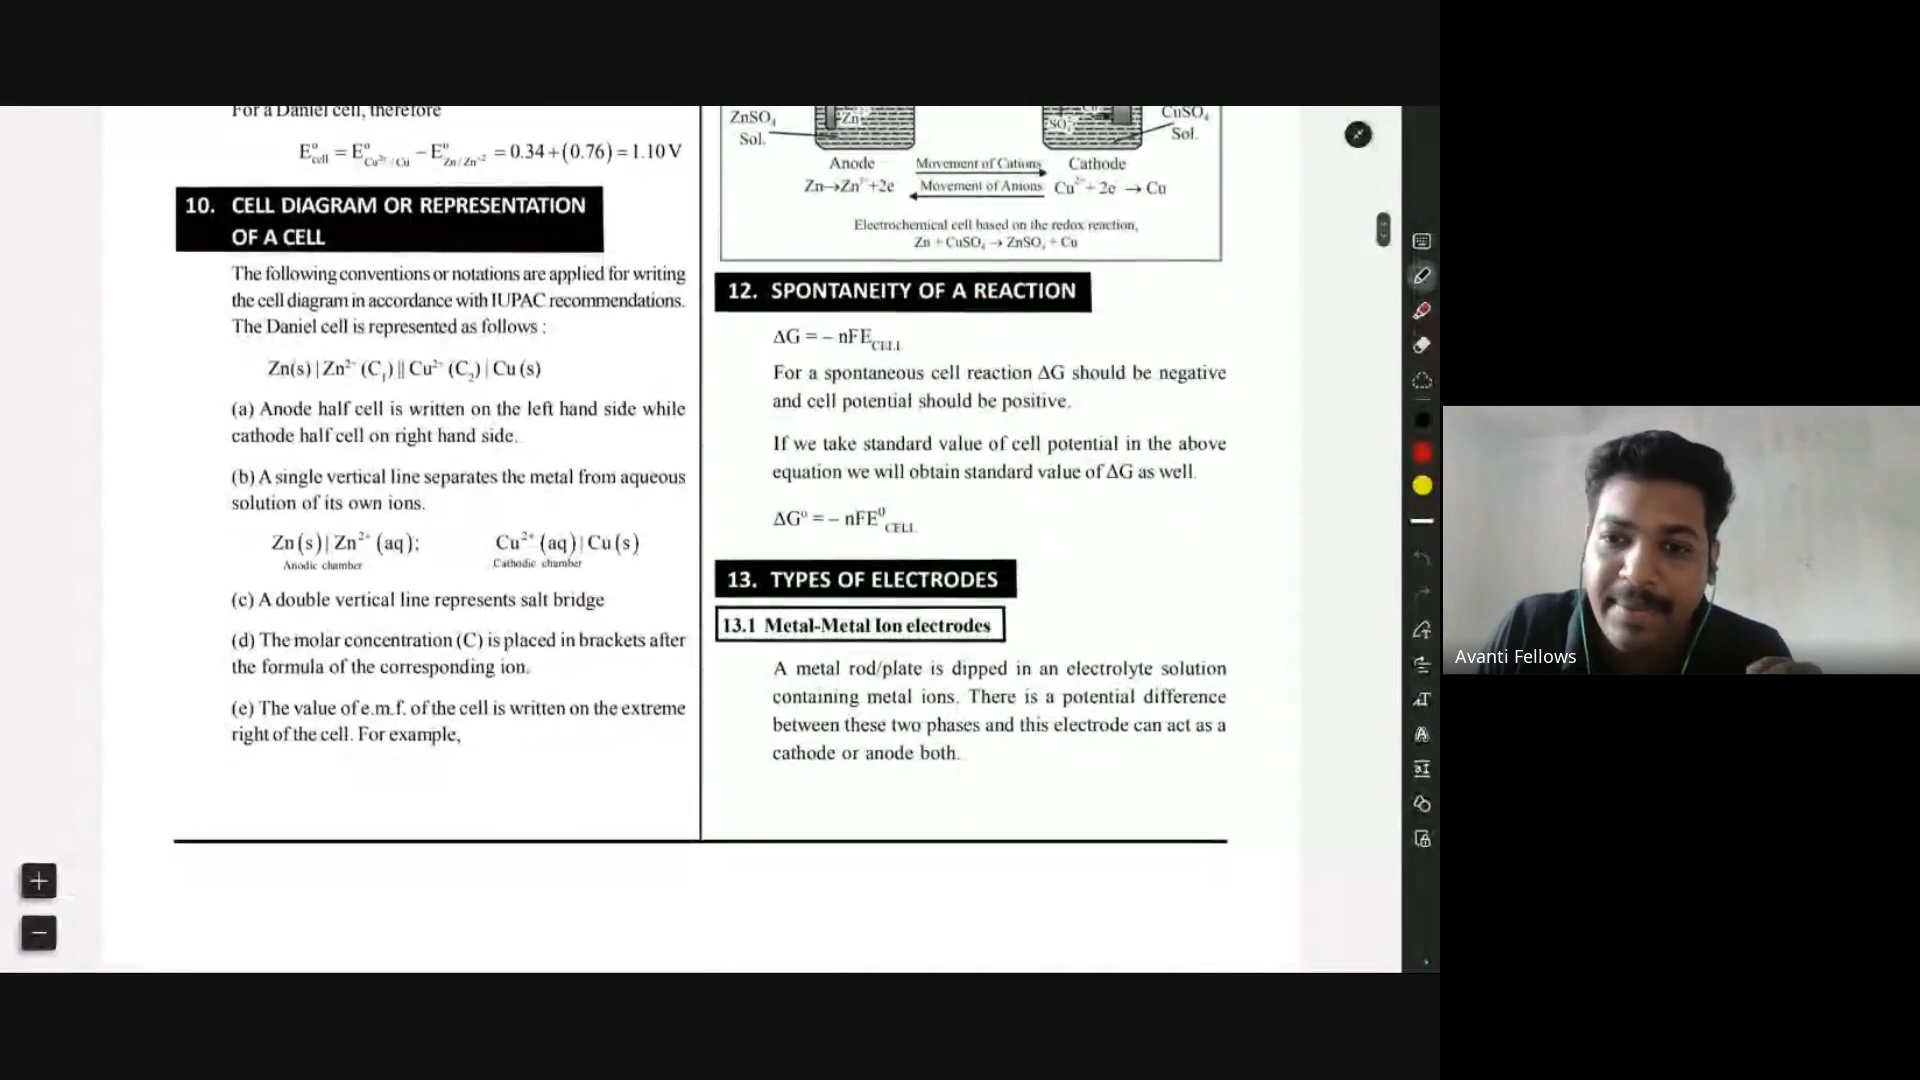 For a Daniel cell, therefore
E°cell = E°Cu²⁺/Cu − E°Zn/Zn⁺² = 0.34 + (0.76) = 1.10 V
10. CELL DIAGRAM OR REPRESENTATION
OF A CELL
The following conventions or notations are applied for writing
the cell diagram in accordance with IUPAC recommendations.
The Daniel cell is represented as follows :
Zn(s) | Zn²⁺ (C₁) || Cu²⁺ (C₂) | Cu (s)
(a) Anode half cell is written on the left hand side while
cathode half cell on right hand side.
(b) A single vertical line separates the metal from aqueous
solution of its own ions.
Zn(s) | Zn²⁺ (aq); Cu²⁺ (aq) | Cu(s)
Anodic chamber Cathodic chamber
(c) A double vertical line represents salt bridge
(d) The molar concentration (C) is placed in brackets after
the formula of the corresponding ion.
(e) The value of e.m.f. of the cell is written on the extreme
right of the cell. For example,
ZnSO₄
Sol.
Zn
SO₄
CuSO₄
Sol.
Anode Movement of Cations Cathode
Zn→Zn²⁺+2e Movement of Anions Cu²⁺ + 2e → Cu
Electrochemical cell based on the redox reaction,
Zn + CuSO₄ → ZnSO₄ + Cu
12. SPONTANEITY OF A REACTION
ΔG = – nFE CELL
For a spontaneous cell reaction ΔG should be negative
and cell potential should be positive.
If we take standard value of cell potential in the above
equation we will obtain standard value of ΔG as well.
ΔG° = – nFE⁰ CELL
13. TYPES OF ELECTRODES
13.1 Metal-Metal Ion electrodes
A metal rod/plate is dipped in an electrolyte solution
containing metal ions. There is a potential difference
between these two phases and this electrode can act as a
cathode or anode both.
Avanti Fellows